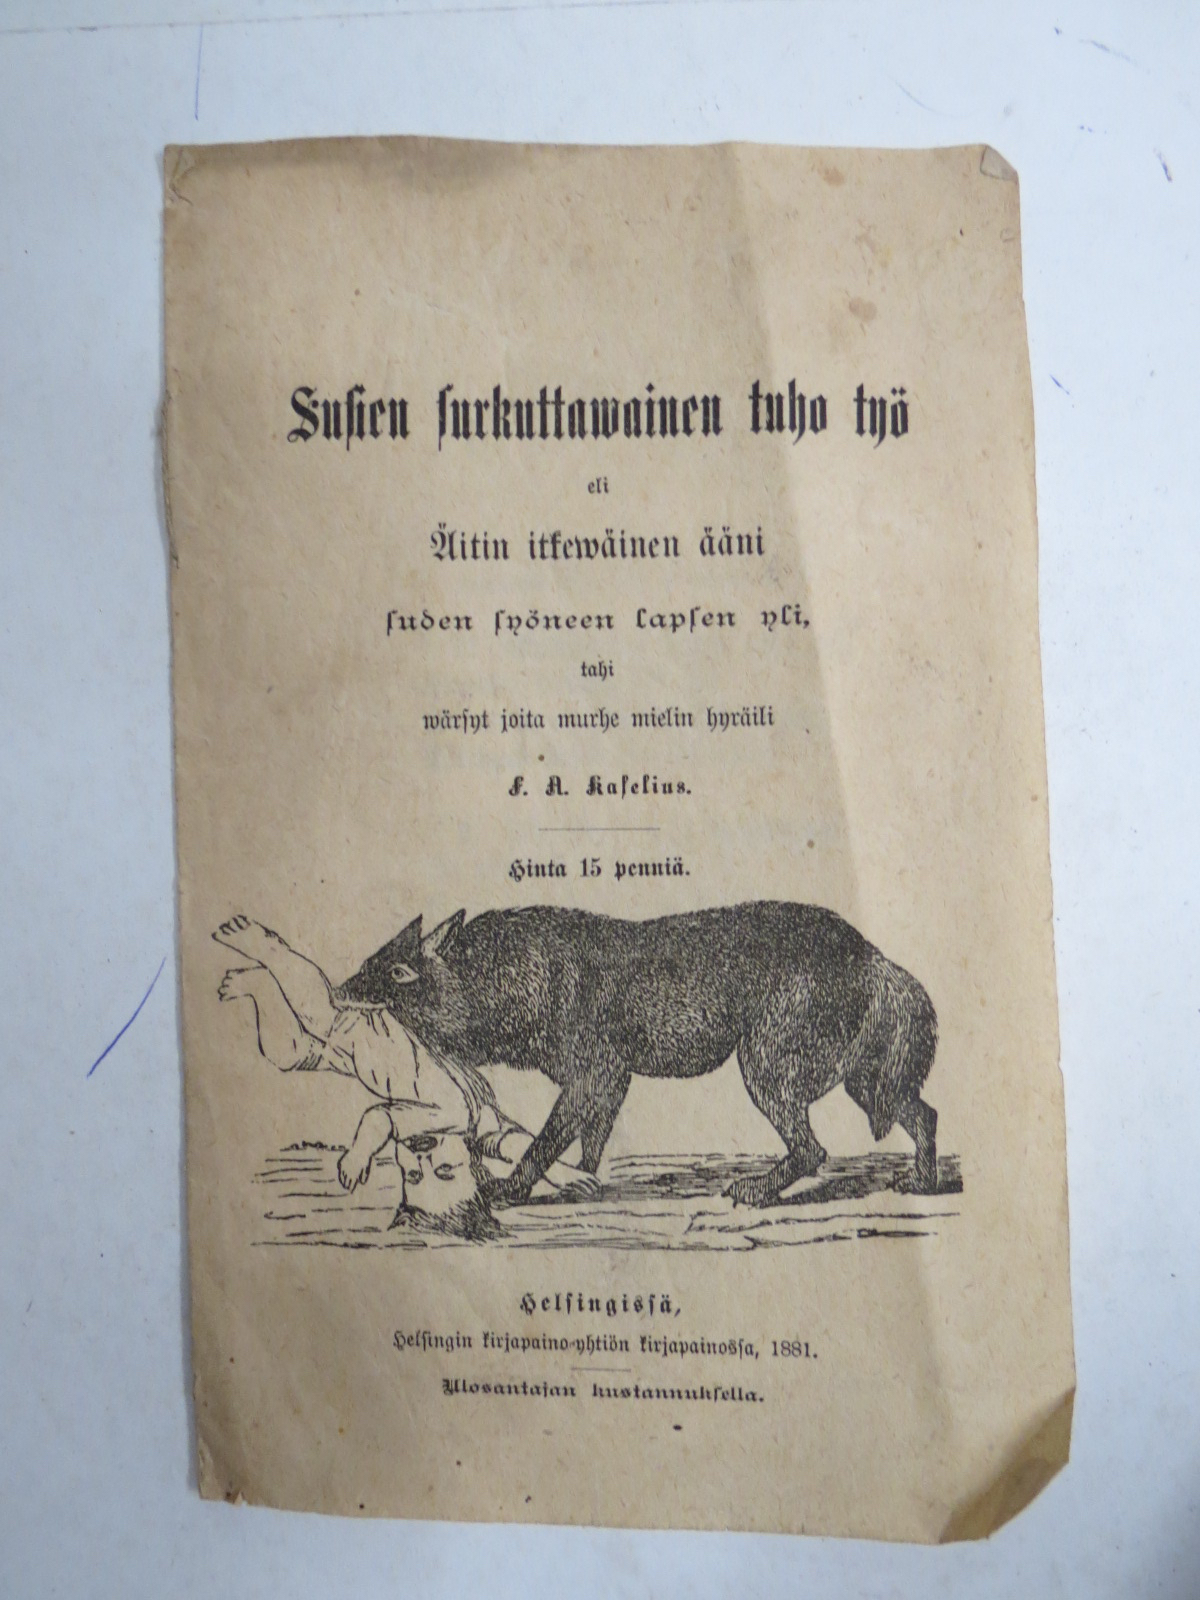 Susien surkuttawainen tuho työ
eli
Äitin itkewäinen ääni
suden syöneen lapsen yli,
tahi
wärsyt joita murhe mielin hyräili
F. A. Kaselius.
Hinta 15 penniä.
Helsingissä,
Helsingin kirjapaino-yhtiön kirjapainossa, 1881.
Ulosantajan kustannuksella.